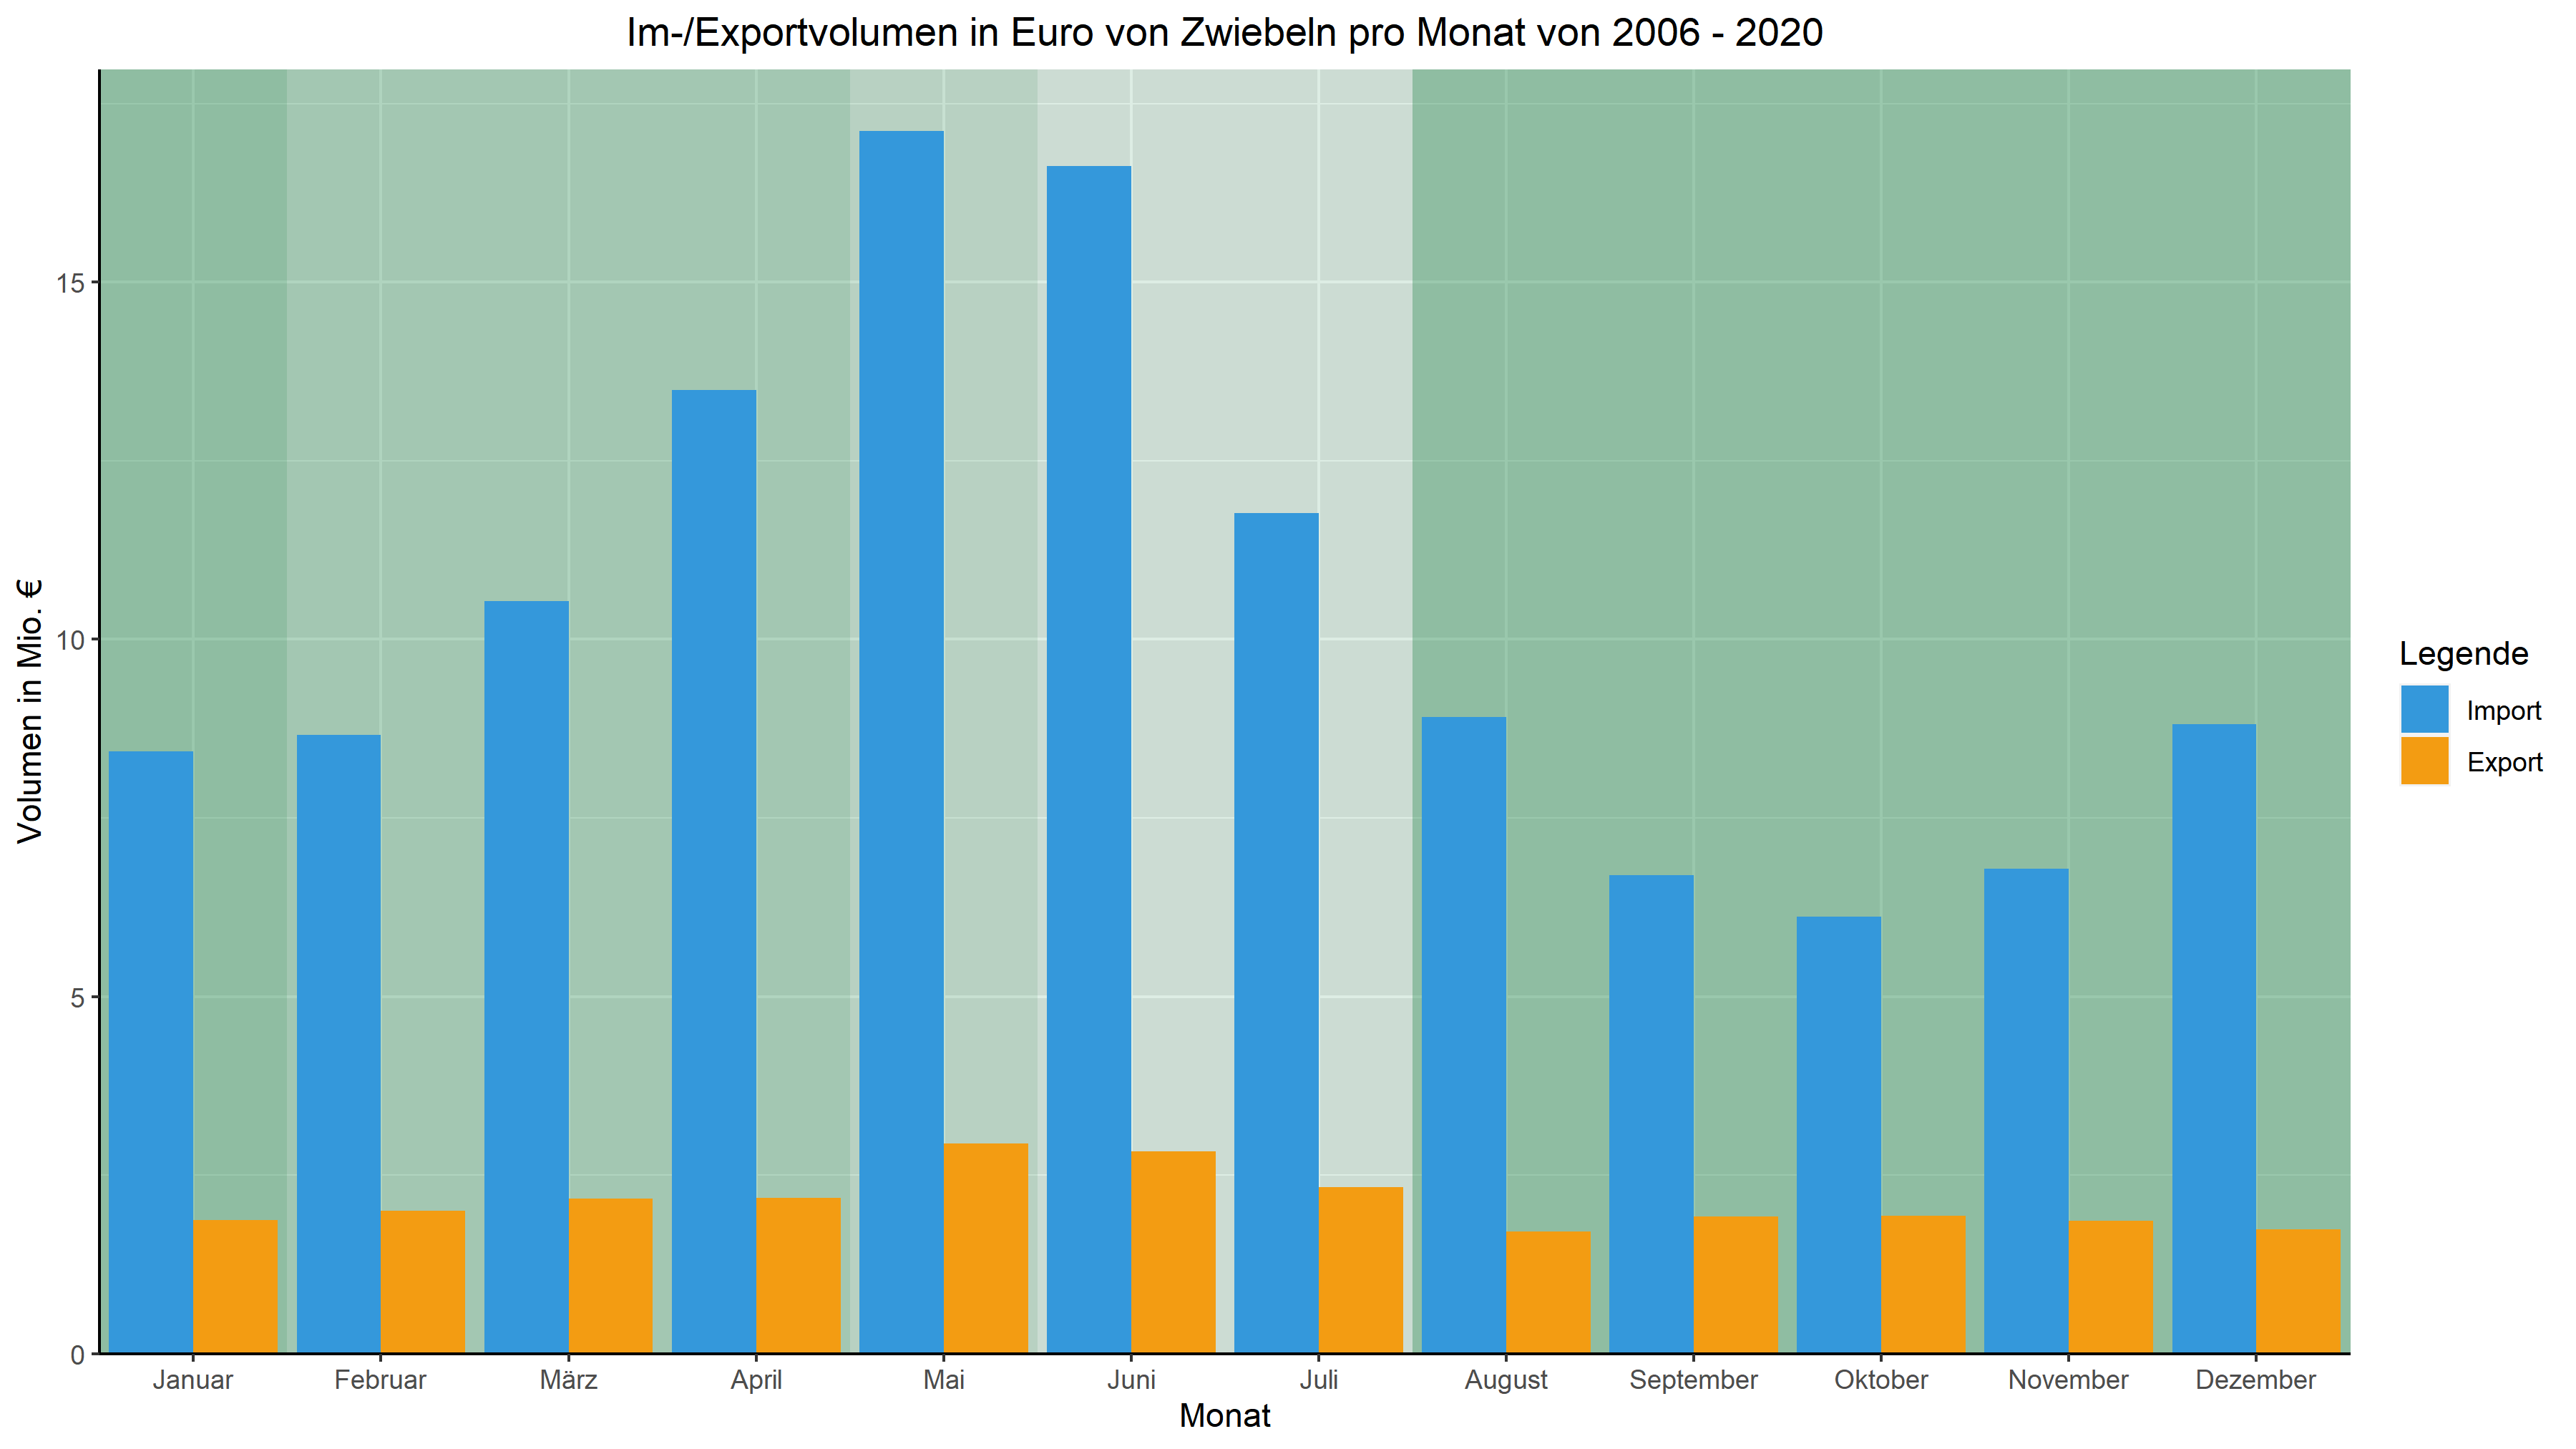 Im-/Exportvolumen in Euro von Zwiebeln pro Monat von 2006 - 2020
Volumen in Mio. €
15
10
5
0
Januar Februar März April Mai Juni Juli August September Oktober November Dezember
Monat
Legende
Import
Export